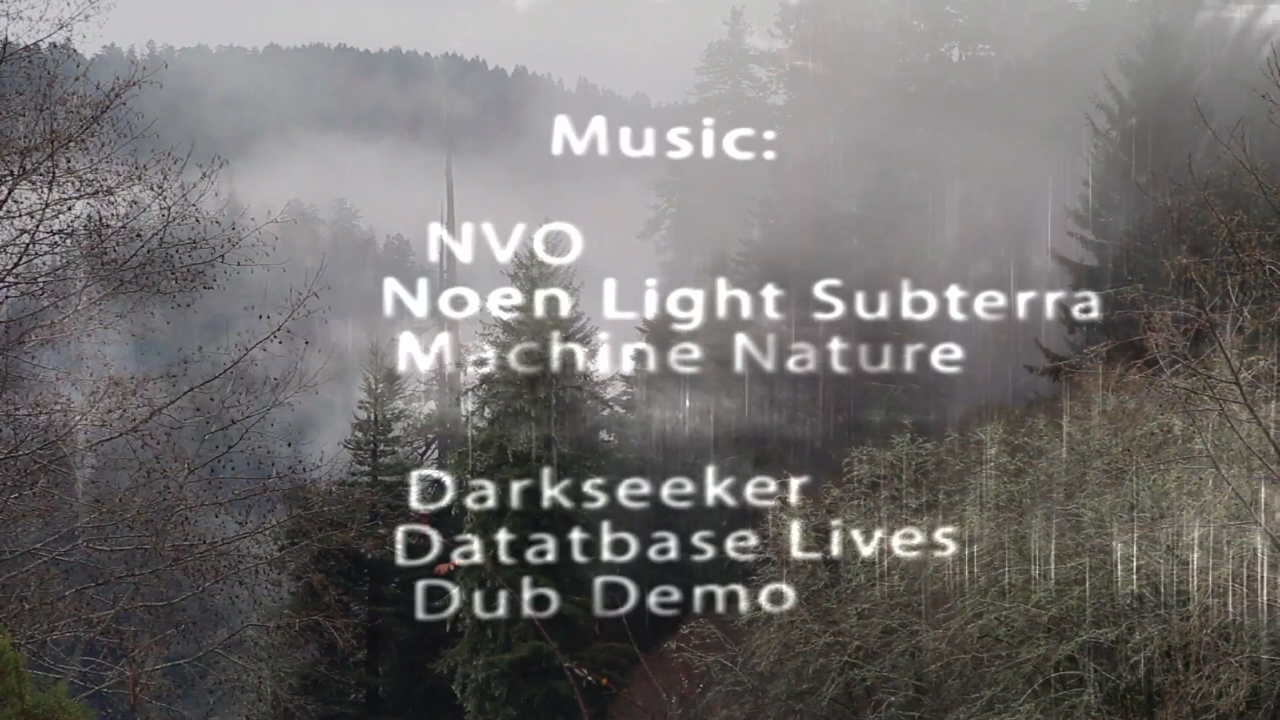 Music:
NVO
Noen Light Subterra
Machine Nature
Darkseeker
Datatbase Lives
Dub Demo